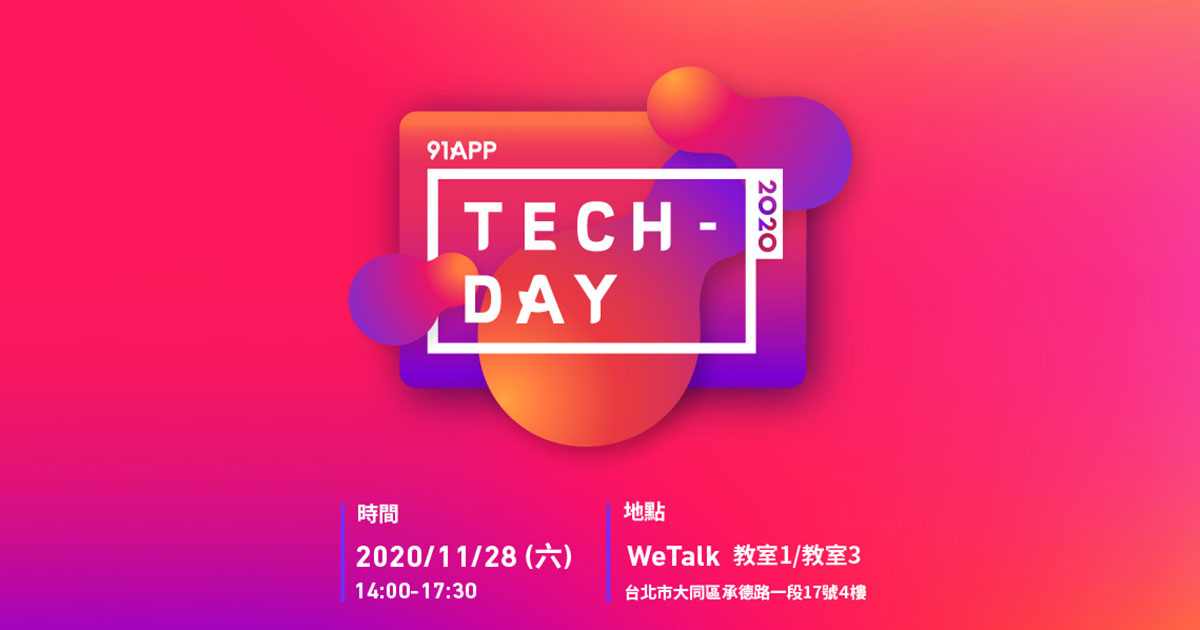 91APP
TECH-
DAY
2020
時間
2020/11/28 (六)
14:00-17:30
地點
WeTalk 教室1/教室3
台北市大同區承德路一段17號4樓